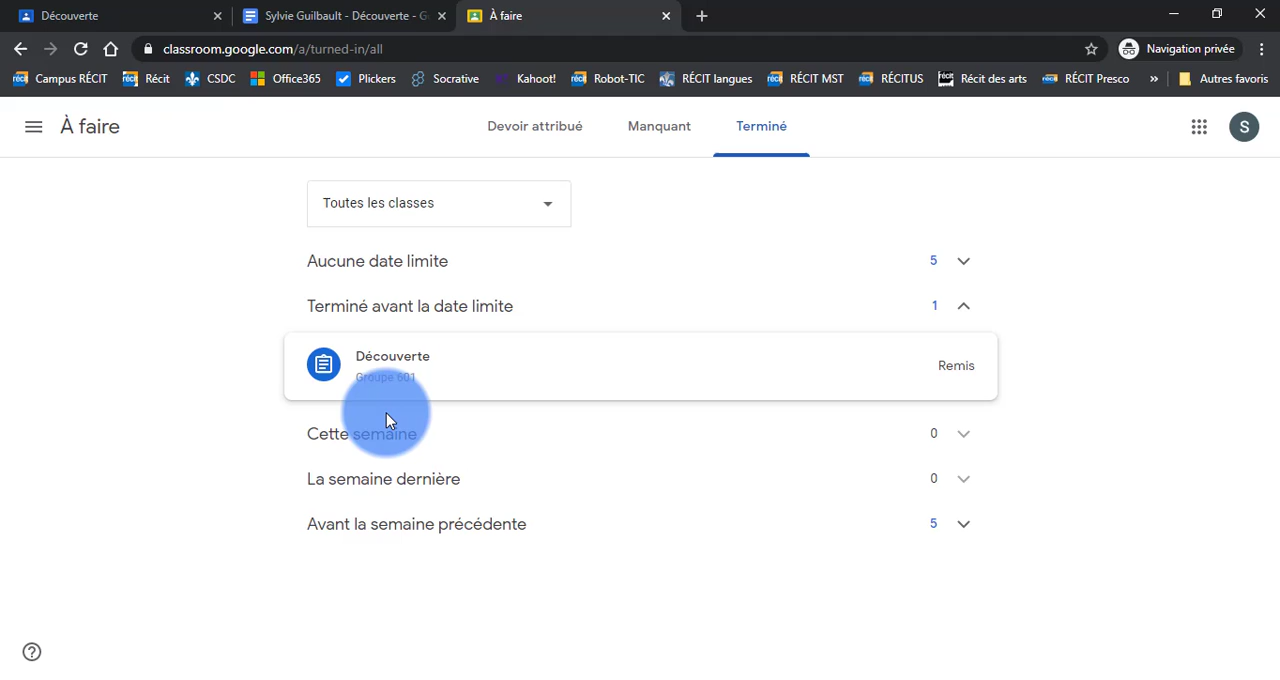 Découverte
Sylvie Guilbault - Découverte - G
À faire
classroom.google.com/a/turned-in/all
Navigation privée
Campus RÉCIT
Récit
CSDC
Office365
Plickers
Socrative
Kahoot!
Robot-TIC
RÉCIT langues
RÉCIT MST
RÉCITUS
Récit des arts
RÉCIT Presco
»
Autres favoris
À faire
Devoir attribué
Manquant
Terminé
S
Toutes les classes
Aucune date limite 5
Terminé avant la date limite 1
Découverte
Groupe 601
Remis
Cette semaine 0
La semaine dernière 0
Avant la semaine précédente 5